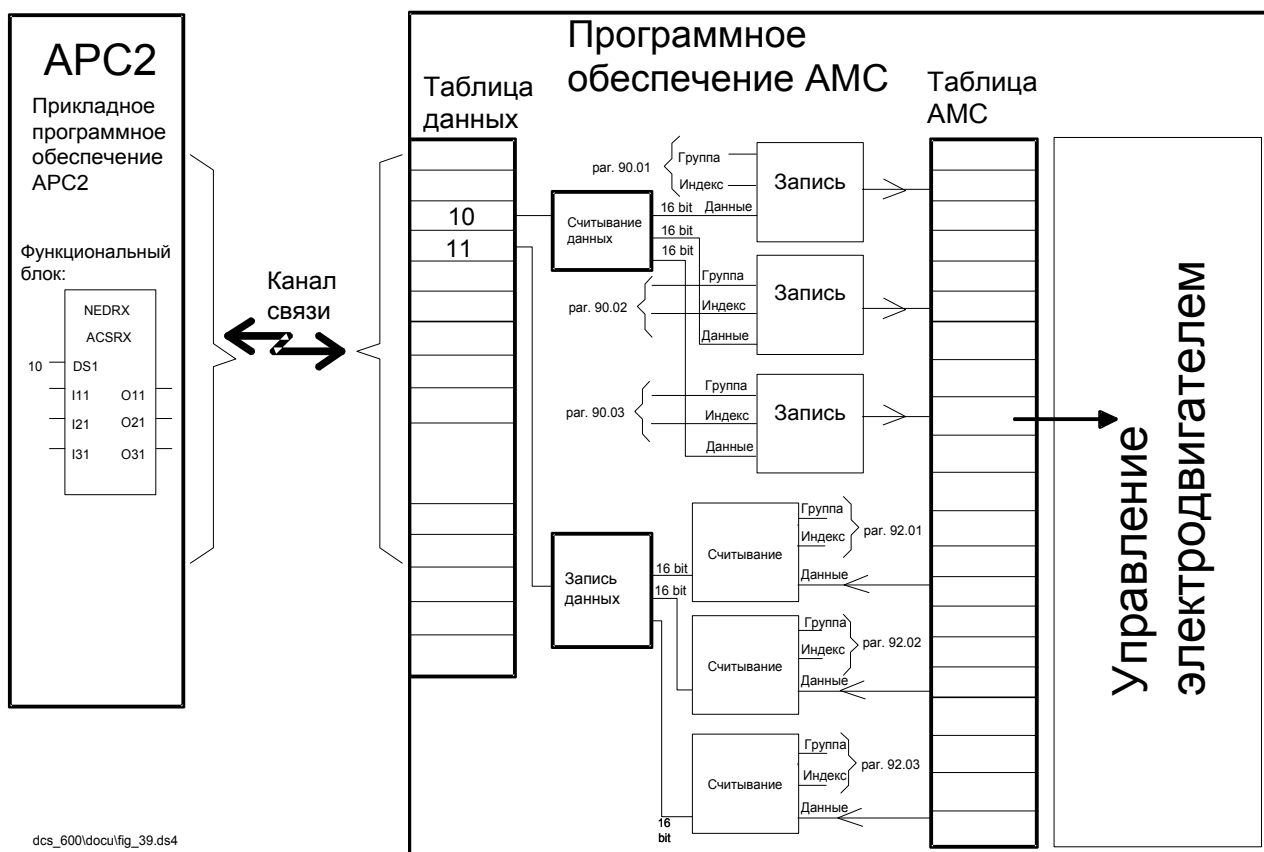 APC2
Прикладное
программное
обеспечение
APC2
Функциональный
блок:
NEDRX
ACSRX
10
DS1
I11
O11
I21
O21
I31
O31
dcs_600\docu\fig_39.ds4
Канал
связи
Программное
обеспечение AMC
Таблица
данных
10
11
Считывание
данных
16 bit
16 bit
16 bit
par. 90.01
Группа
Индекс
Данные
Запись
par. 90.02
Группа
Индекс
Данные
Запись
par. 90.03
Группа
Индекс
Данные
Запись
Запись
данных
16 bit
16 bit
16
bit
Считывание
Группа
Индекс
Данные
par. 92.01
Считывание
Группа
Индекс
Данные
par. 92.02
Считывание
Группа
Индекс
Данные
par. 92.03
Таблица
AMC
Управление
электродвигателем